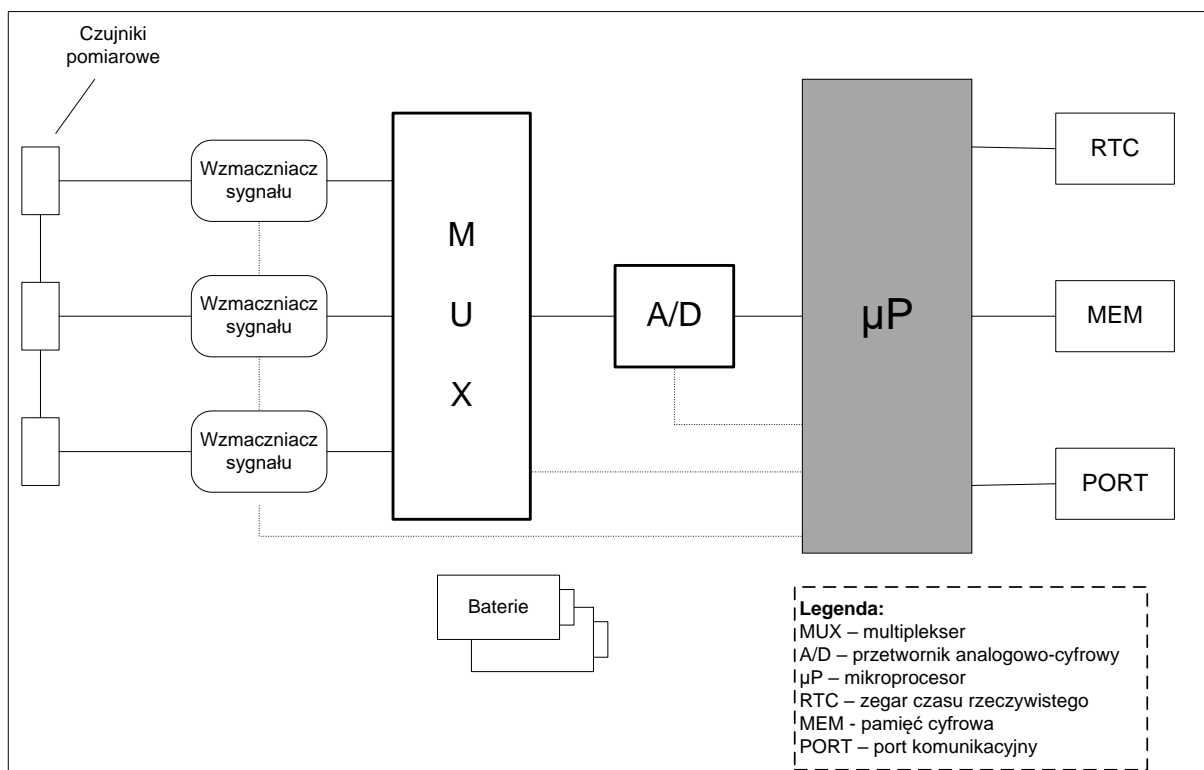 Czujniki
pomiarowe
Wzmacniacz
sygnału
Wzmacniacz
sygnału
Wzmacniacz
sygnału
M
U
X
A/D
µP
RTC
MEM
PORT
Baterie
Legenda:
MUX – multiplekser
A/D – przetwornik analogowo-cyfrowy
µP – mikroprocesor
RTC – zegar czasu rzeczywistego
MEM - pamięć cyfrowa
PORT – port komunikacyjny